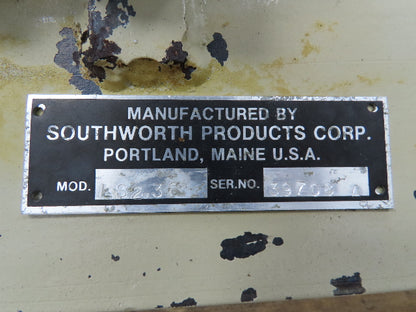 MANUFACTURED BY
SOUTHWORTH PRODUCTS CORP.
PORTLAND, MAINE U.S.A.
MOD. SER.NO.